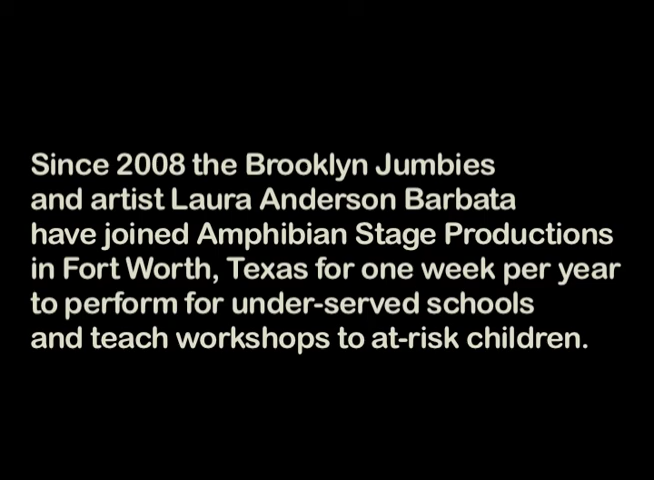 Since 2008 the Brooklyn Jumbies
and artist Laura Anderson Barbata
have joined Amphibian Stage Productions
in Fort Worth, Texas for one week per year
to perform for under-served schools
and teach workshops to at-risk children.